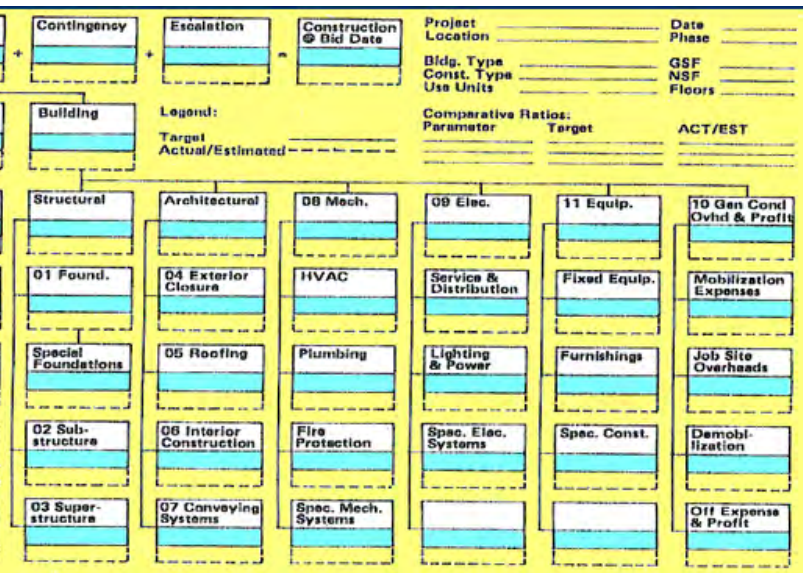 Contingency
+
Escalation
+
Construction
@ Bid Date
=
Project
Location
Date
Phase
Bldg. Type
Const. Type
Use Units
GSF
NSF
Floors
Building
Legend:
Target
Actual/Estimated
Comparative Ratios:
Parameter Target ACT/EST
Structural
Architectural
08 Mech.
09 Elec.
11 Equip.
10 Gen Cond
Ovhd & Profit
01 Found.
04 Exterior
Closure
HVAC
Service &
Distribution
Fixed Equip.
Mobilization
Expenses
Special
Foundations
05 Roofing
Plumbing
Lighting
& Power
Furnishings
Job Site
Overheads
02 Sub-
structure
06 Interior
Construction
Fire
Protection
Spec. Elec.
Systems
Spec. Const.
Demobi-
lization
03 Super-
structure
07 Conveying
Systems
Spec. Mech.
Systems
Off Expense
& Profit